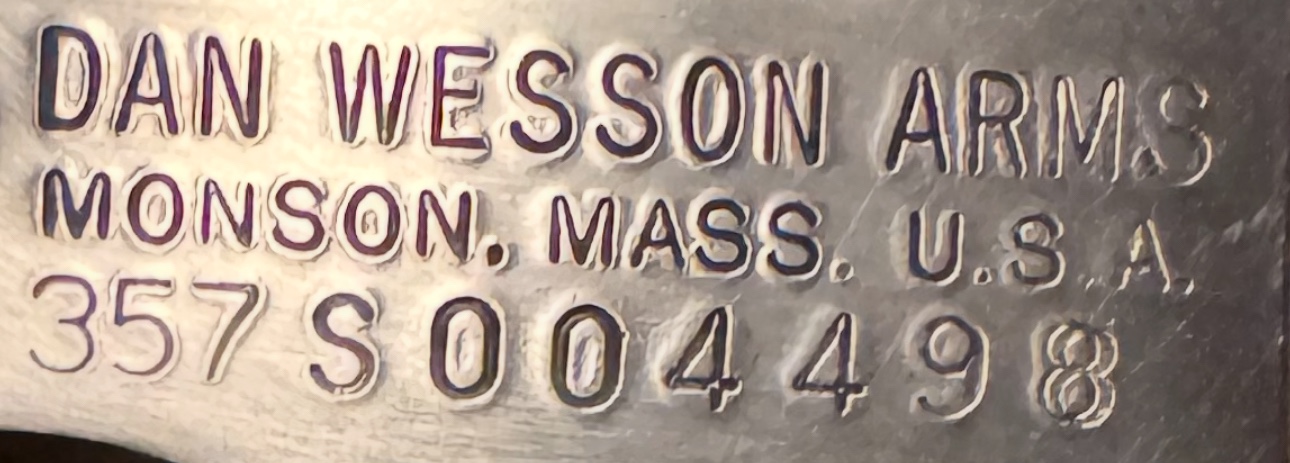 DAN WESSON ARMS
MONSON, MASS. U.S.A.
357S004498